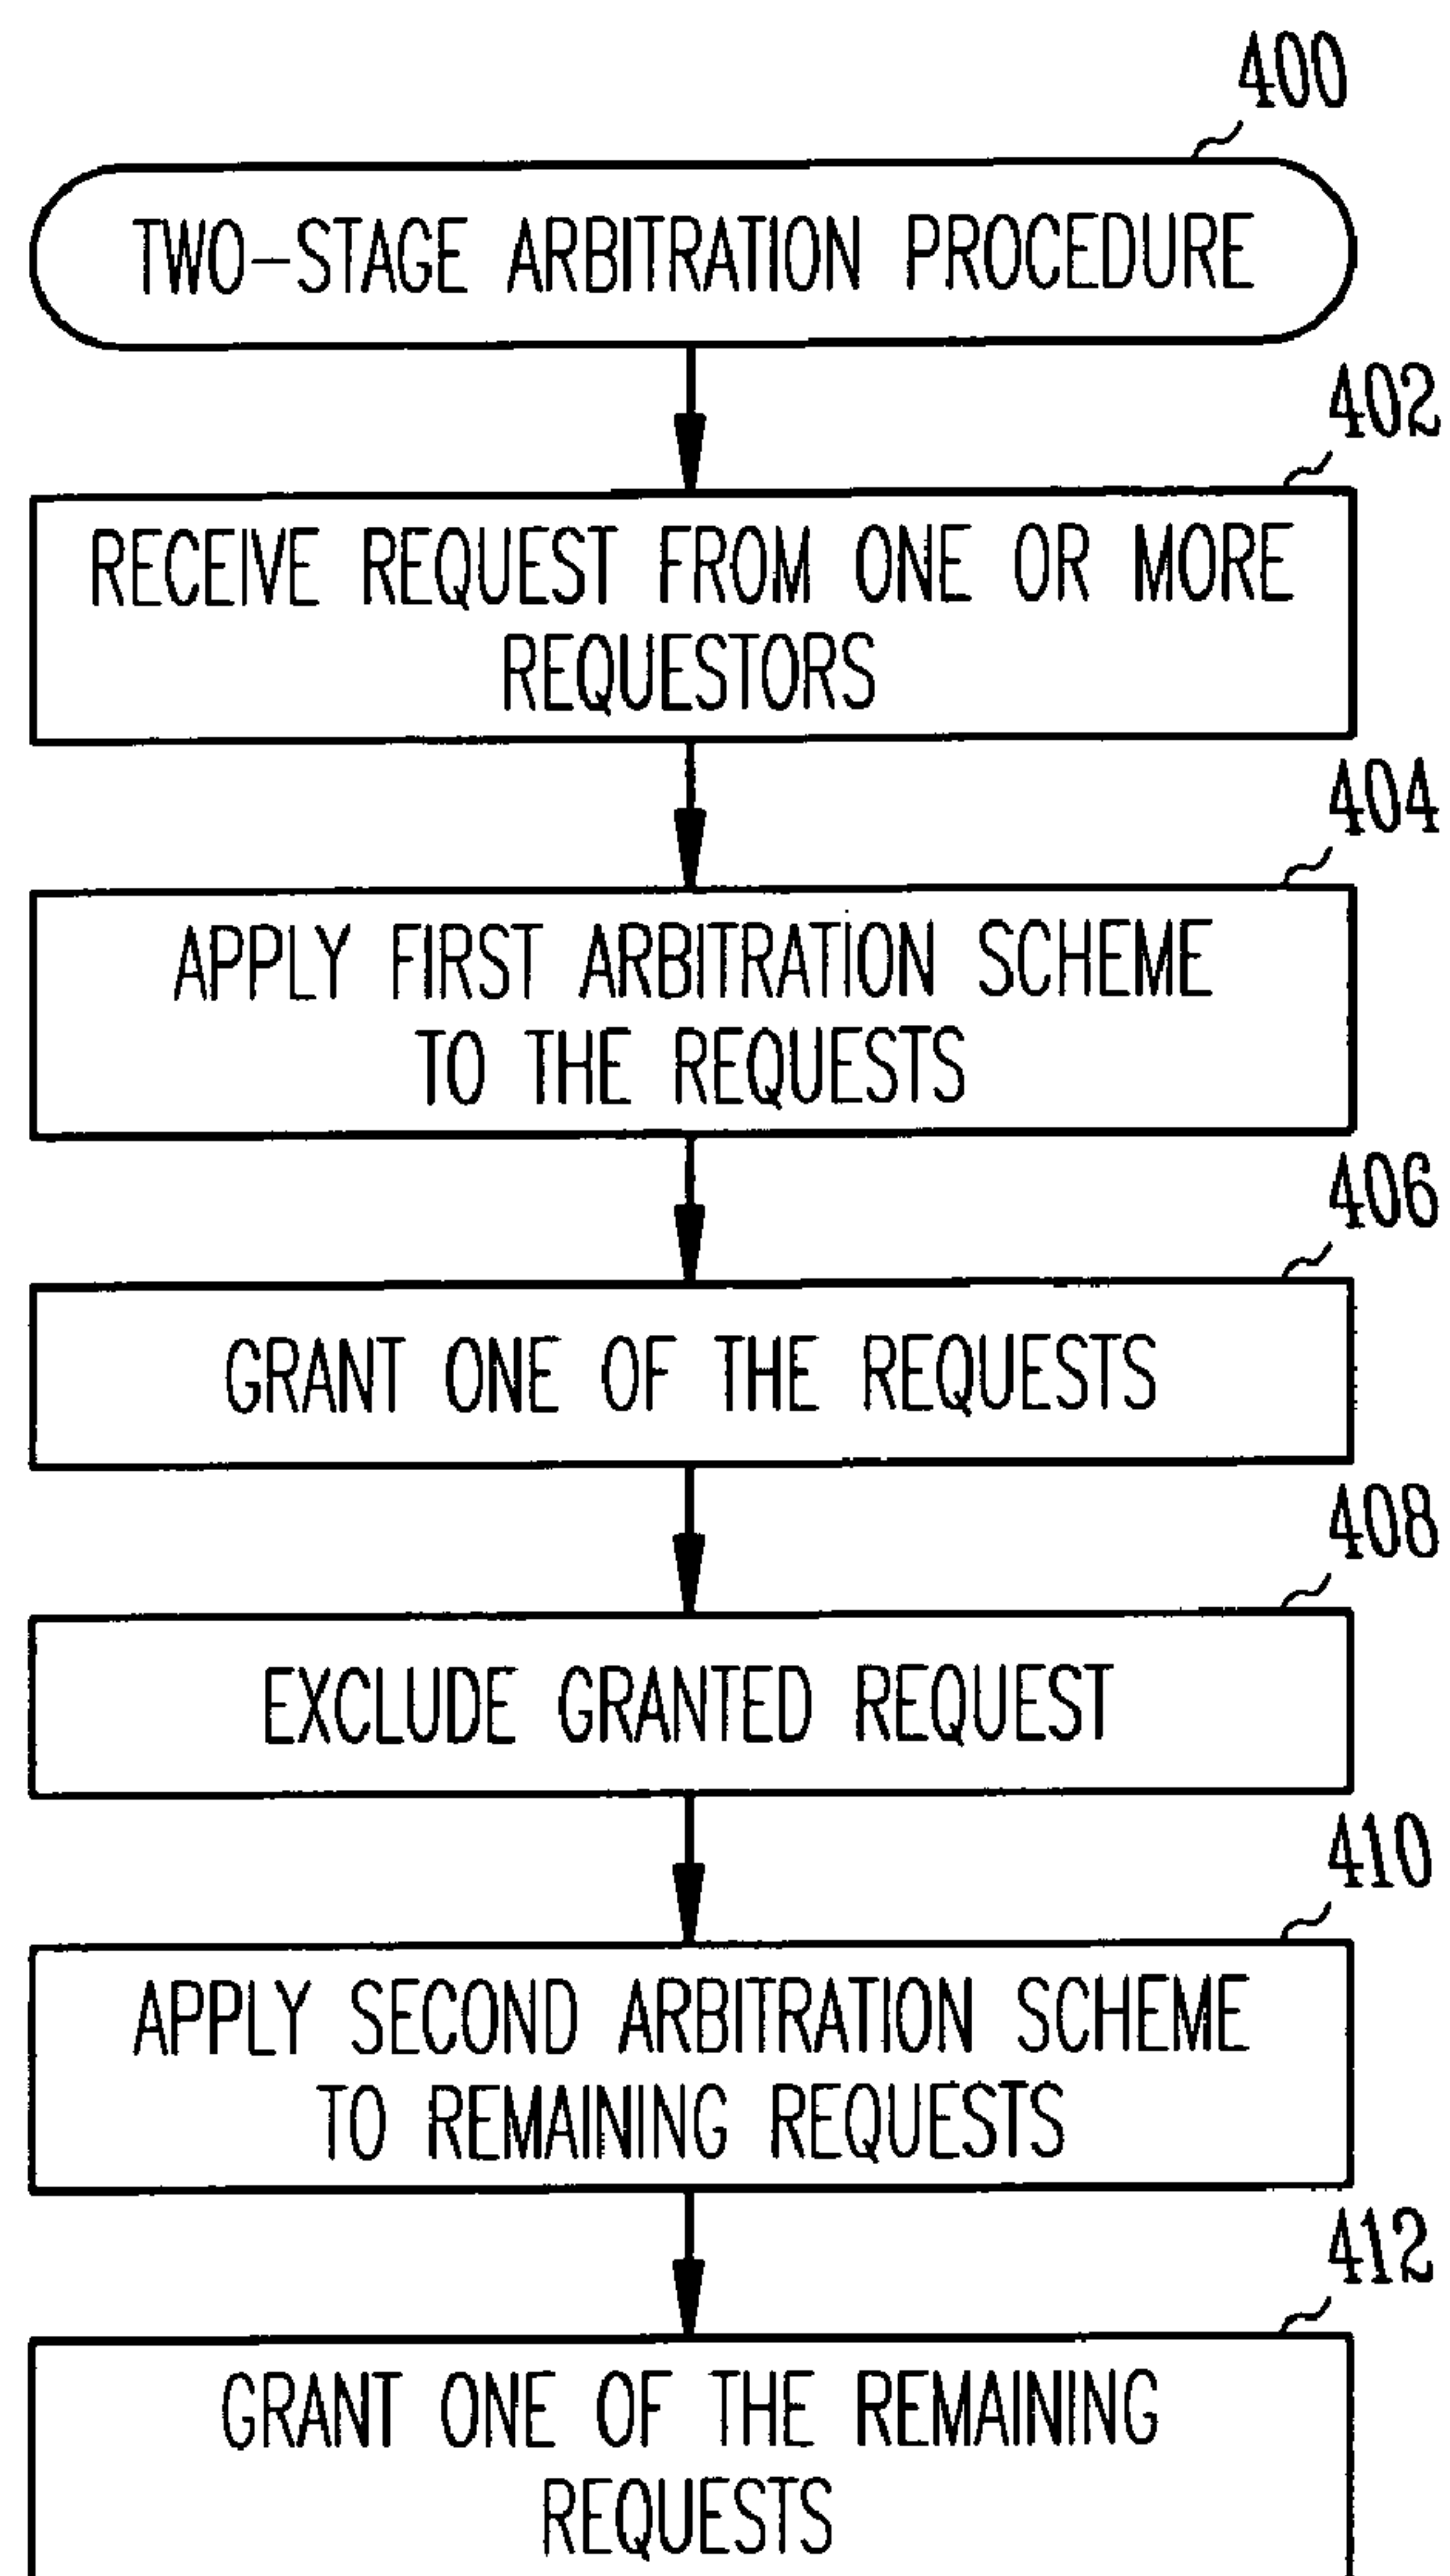 400
TWO-STAGE ARBITRATION PROCEDURE
402
RECEIVE REQUEST FROM ONE OR MORE
REQUESTORS
404
APPLY FIRST ARBITRATION SCHEME
TO THE REQUESTS
406
GRANT ONE OF THE REQUESTS
408
EXCLUDE GRANTED REQUEST
410
APPLY SECOND ARBITRATION SCHEME
TO REMAINING REQUESTS
412
GRANT ONE OF THE REMAINING
REQUESTS